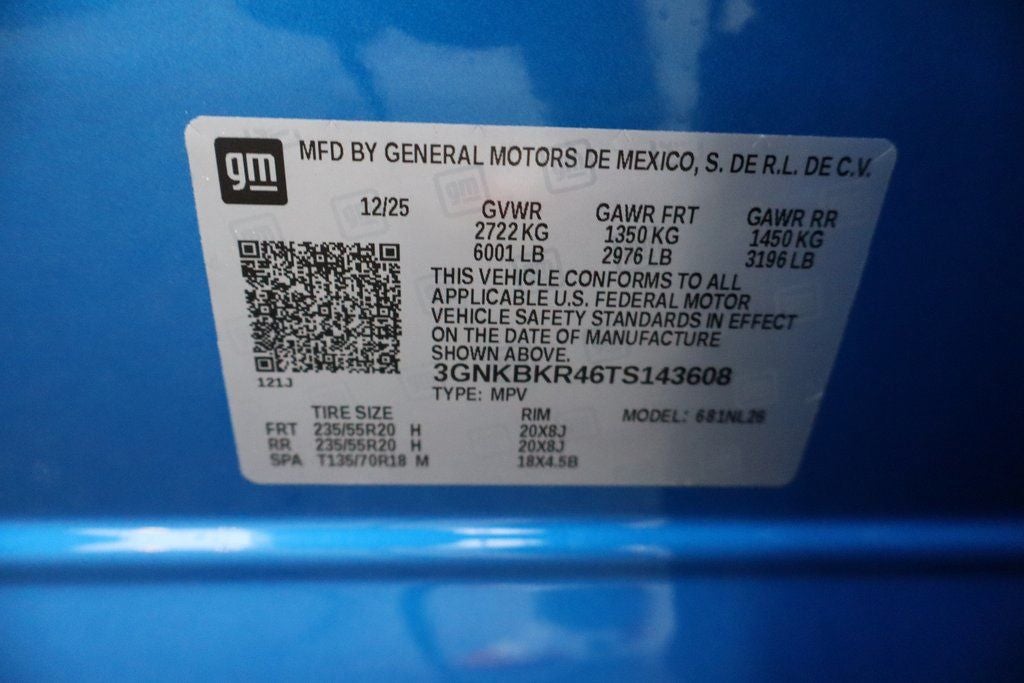 gm
MFD BY GENERAL MOTORS DE MEXICO, S. DE R.L. DE C.V.
12/25 GVWR GAWR FRT GAWR RR
2722 KG 1350 KG 1450 KG
6001 LB 2976 LB 3196 LB
THIS VEHICLE CONFORMS TO ALL
APPLICABLE U.S. FEDERAL MOTOR
VEHICLE SAFETY STANDARDS IN EFFECT
ON THE DATE OF MANUFACTURE
SHOWN ABOVE.
121J
3GNKBKR46TS143608
TYPE: MPV
TIRE SIZE RIM MODEL: 681NL26
FRT 235/55R20 H 20X8J
RR 235/55R20 H 20X8J
SPA T135/70R18 M 18X4.5B